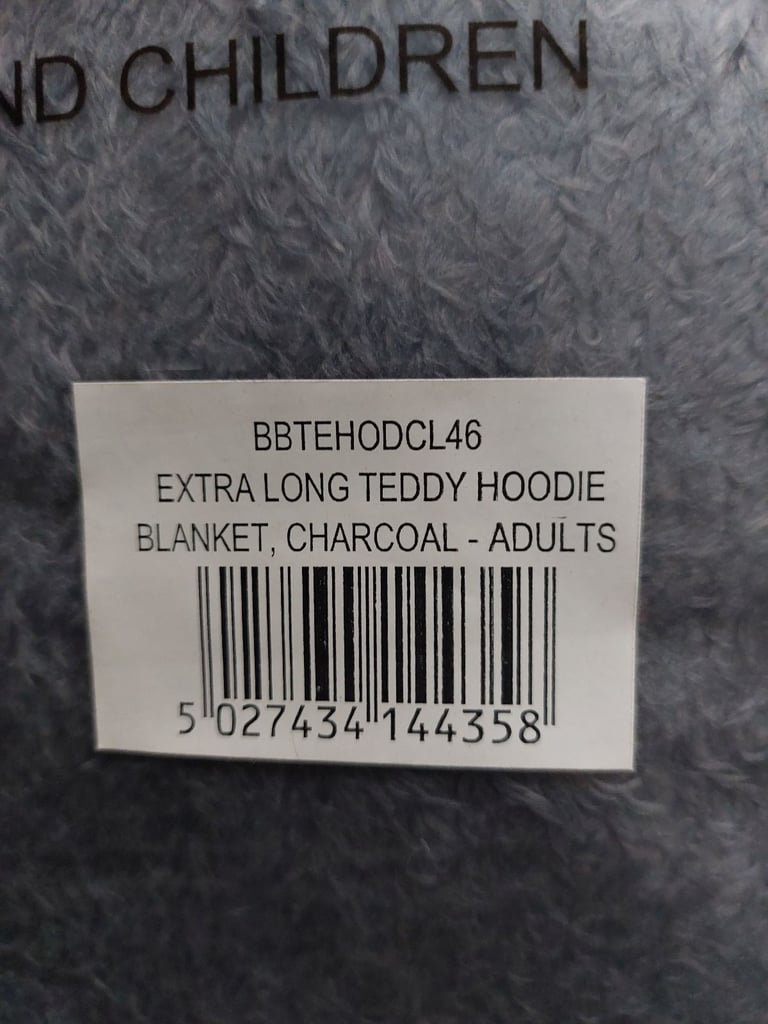 ND CHILDREN
BBTEHODCL46
EXTRA LONG TEDDY HOODIE
BLANKET, CHARCOAL - ADULTS
5 027434 144358